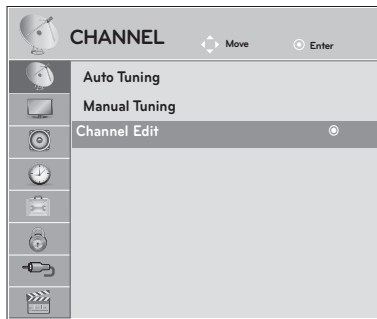 CHANNEL Move Enter
Auto Tuning
Manual Tuning
Channel Edit